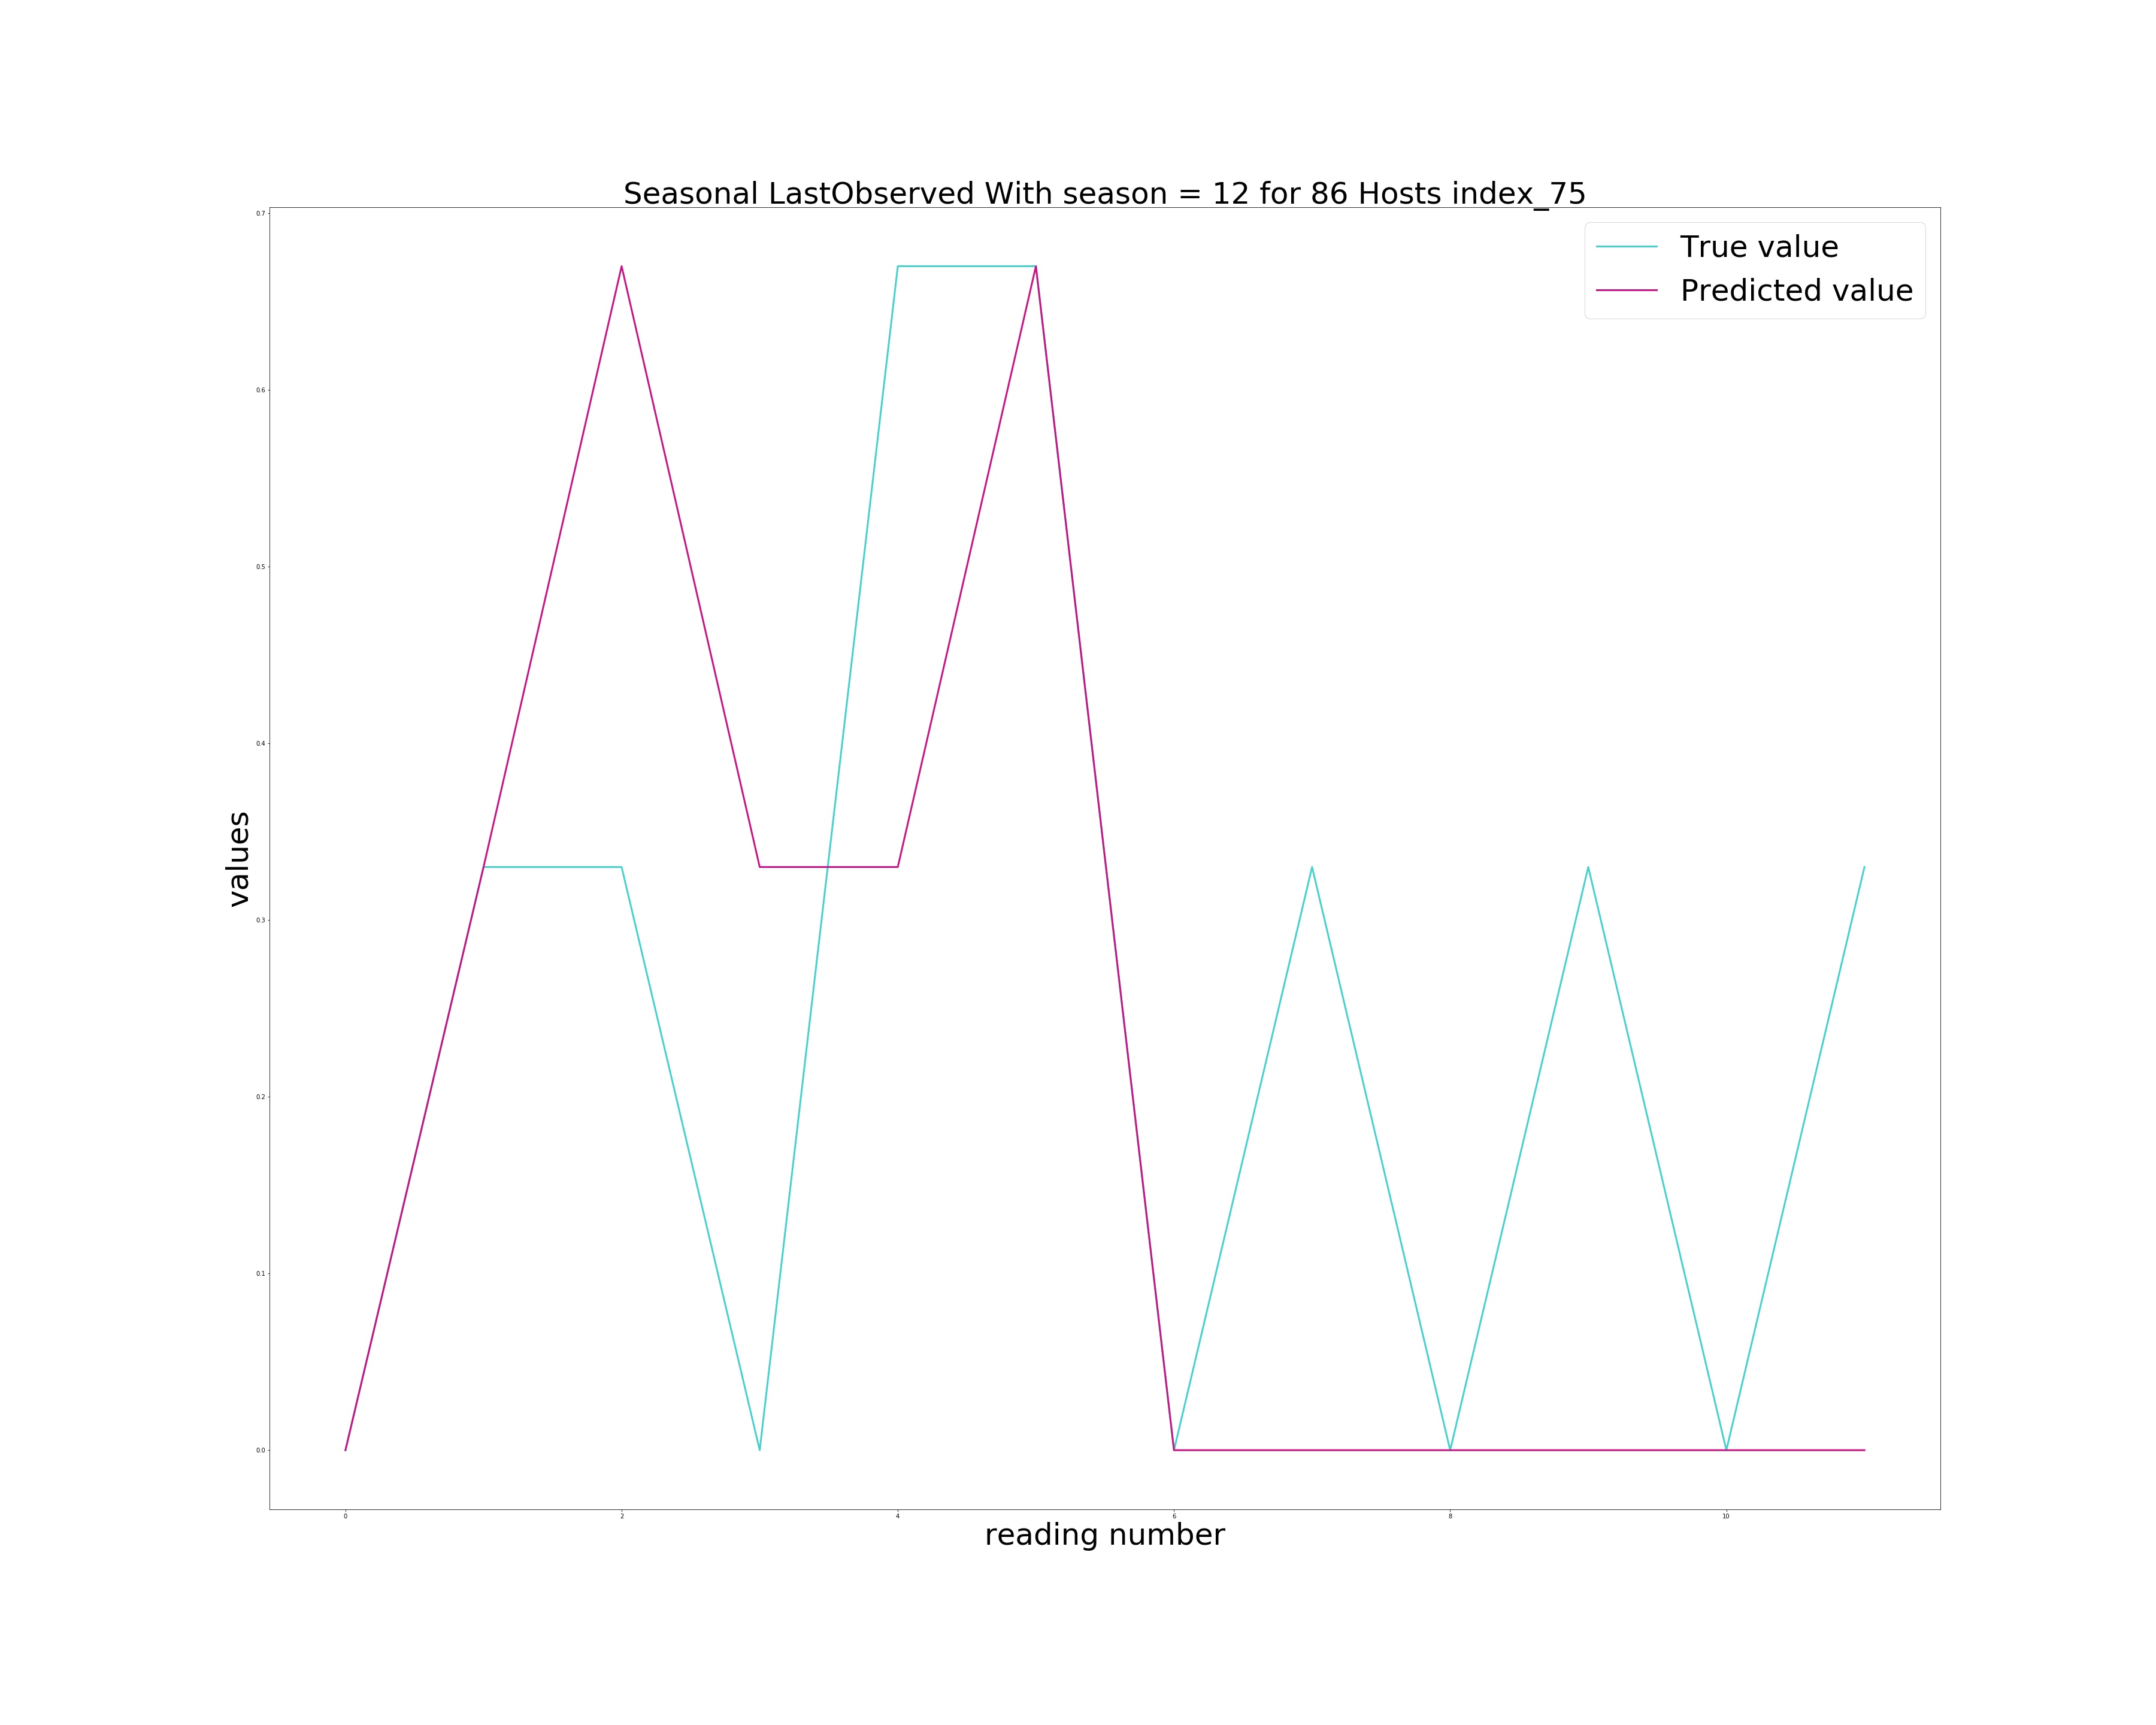 Seasonal LastObserved With season = 12 for 86 Hosts index_75
True value
Predicted value
0.7
0.6
0.5
0.4
0.3
0.2
0.1
0.0
values
0 2 4 6 8 10
reading number